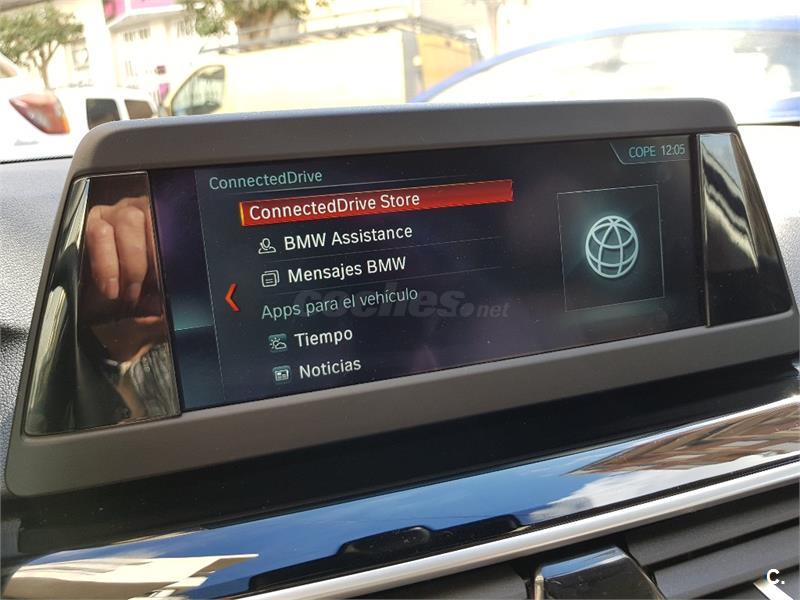 COPE 12:05
ConnectedDrive
ConnectedDrive Store
BMW Assistance
Mensajes BMW
Apps para el vehículo
coches.net
Tiempo
Noticias
C.